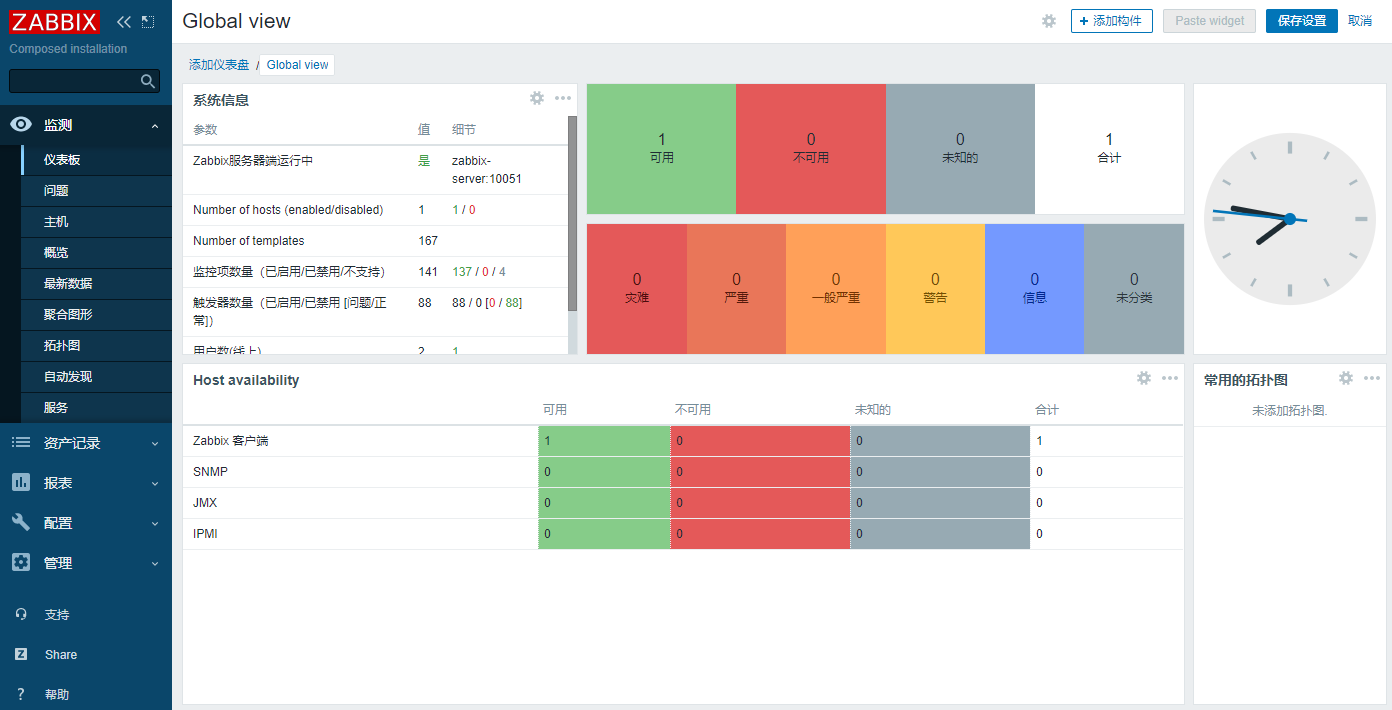 ZABBIX
Composed installation
监测
仪表板
问题
主机
概览
最新数据
聚合图形
拓扑图
自动发现
服务
资产记录
报表
配置
管理
支持
Z Share
? 帮助
Global view
+ 添加构件 Paste widget 保存设置 取消
添加仪表盘 / Global view
系统信息
参数 值 细节
Zabbix服务器端运行中 是 zabbix-
server:10051
Number of hosts (enabled/disabled) 1 1 / 0
Number of templates 167
监控项数量（已启用/已禁用/不支持） 141 137 / 0 / 4
触发器数量（已启用/已禁用 [问题/正 88 88 / 0 [0 / 88]
常]）
用户数(线上) 2 1
1 0 0 1
可用 不可用 未知的 合计
0 0 0 0 0 0
灾难 严重 一般严重 警告 信息 未分类
Host availability
可用 不可用 未知的 合计
Zabbix 客户端 1 0 0 1
SNMP 0 0 0 0
JMX 0 0 0 0
IPMI 0 0 0 0
常用的拓扑图
未添加拓扑图.